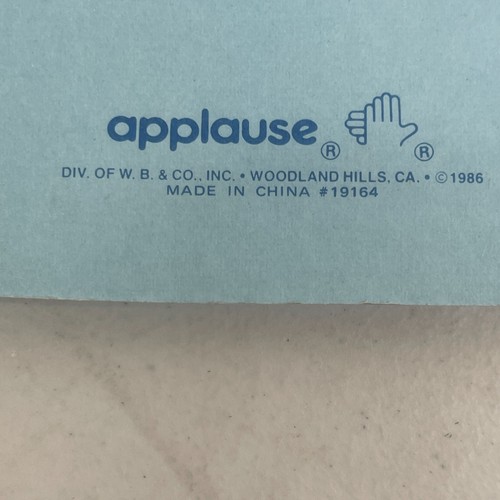 applause ® ®
DIV. OF W. B. & CO., INC. • WOODLAND HILLS, CA. • © 1986
MADE IN CHINA #19164